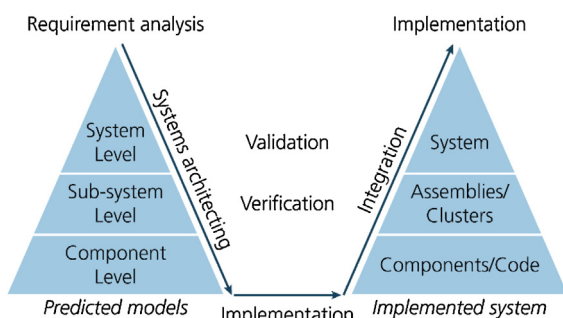 Requirement analysis
Implementation
Systems architecting
Integration
System
Level
Validation
System
Sub-system
Level
Verification
Assemblies/
Clusters
Component
Level
Components/Code
Predicted models
Implementation
Implemented system